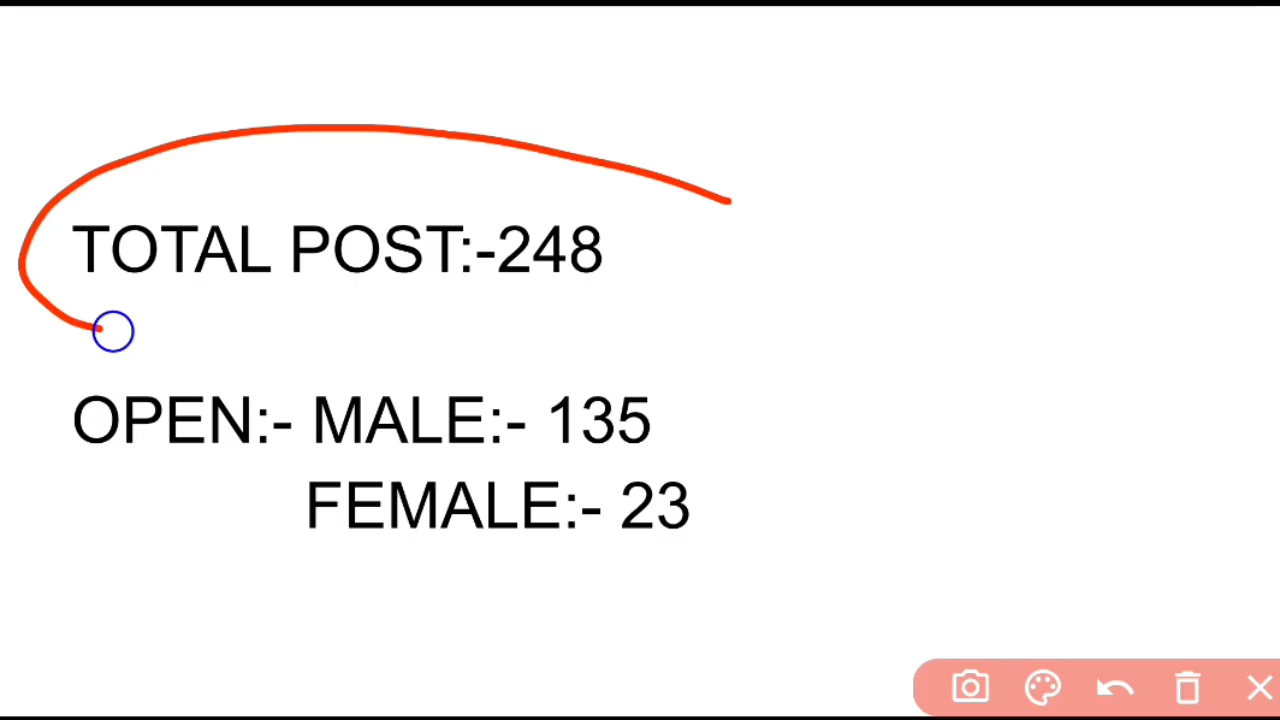 TOTAL POST:-248
OPEN:- MALE:- 135
FEMALE:- 23